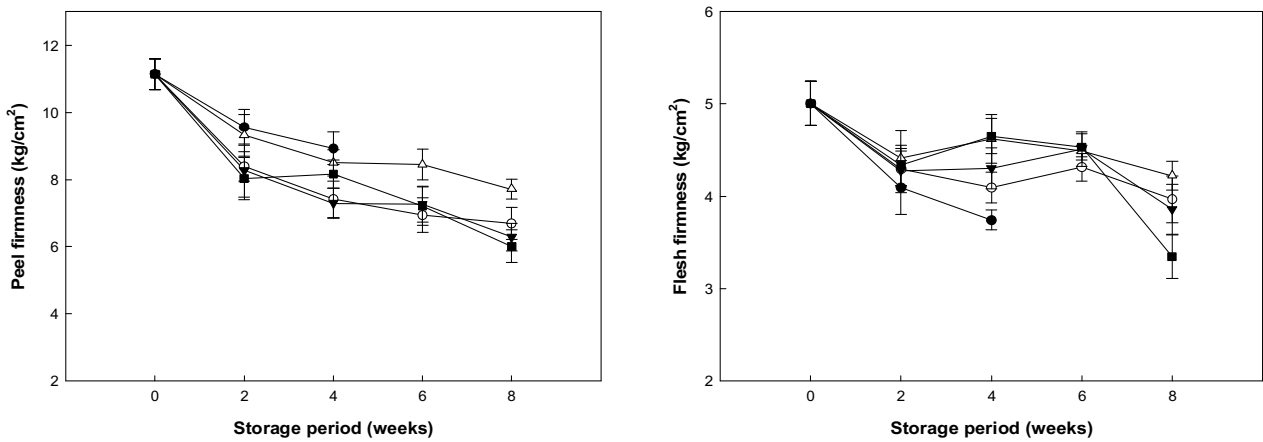 Peel firmness (kg/cm²)
12
10
8
6
4
2
0 2 4 6 8
Storage period (weeks)
Flesh firmness (kg/cm²)
6
5
4
3
2
0 2 4 6 8
Storage period (weeks)